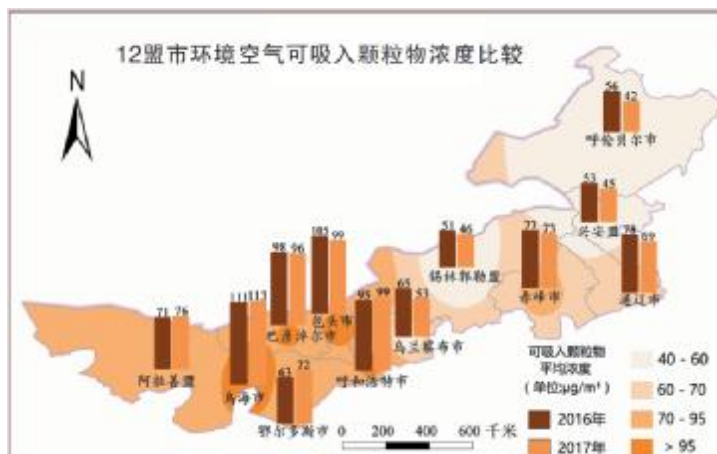 12盟市环境空气可吸入颗粒物浓度比较
N
56
42
呼伦贝尔市
53
45
兴安盟
51
46
锡林郭勒盟
77
73
赤峰市
78
69
通辽市
105
99
包头市
98
96
巴彦淖尔市
65
53
乌兰察布市
95
99
呼和浩特市
111
113
乌海市
71
76
阿拉善盟
63
72
鄂尔多斯市
可吸入颗粒物
平均浓度
(单位:μg/m³)
2016年
2017年
40 - 60
60 - 70
70 - 95
> 95
0 200 400 600 千米